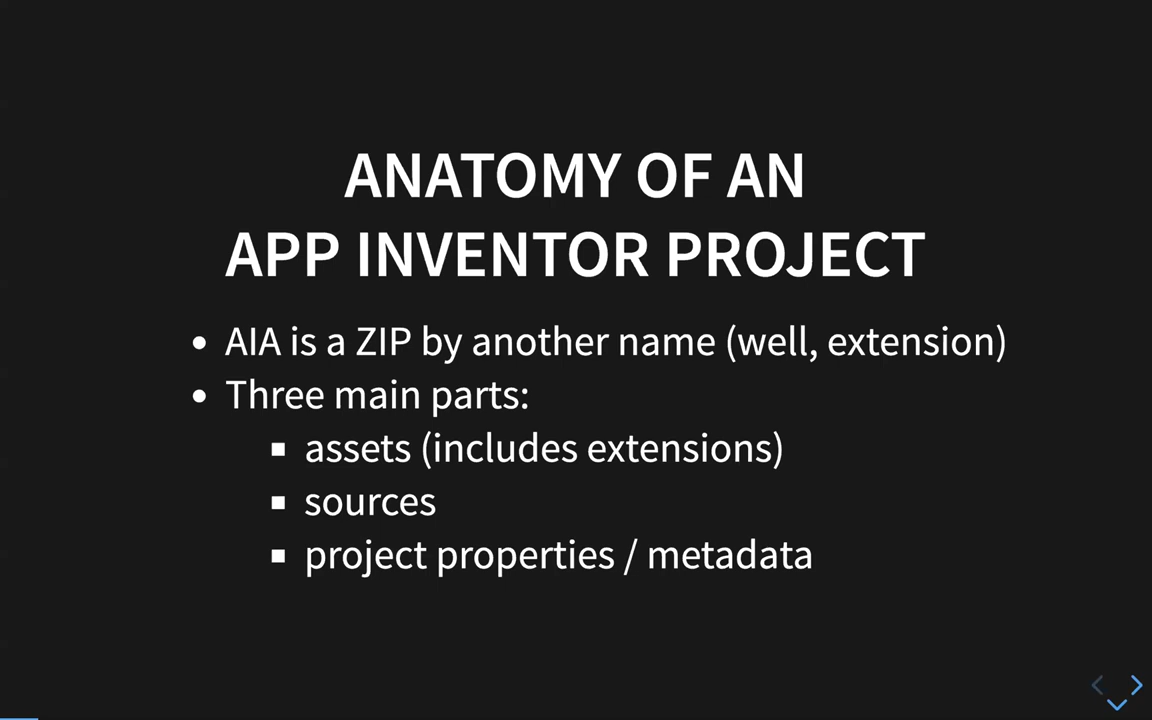 ANATOMY OF AN
APP INVENTOR PROJECT
• AIA is a ZIP by another name (well, extension)
• Three main parts:
▪ assets (includes extensions)
▪ sources
▪ project properties / metadata